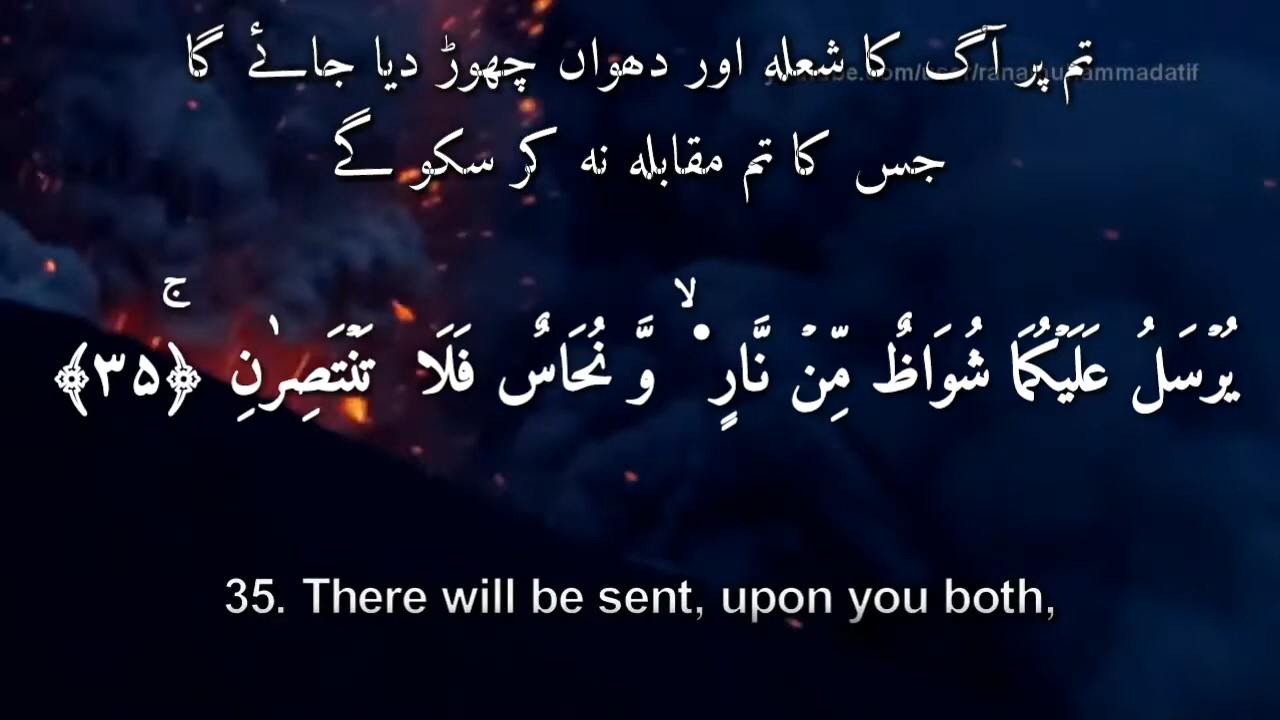 تم پر آگ کا شعلہ اور دھواں چھوڑ دیا جائے گا
جس کا تم مقابلہ نہ کر سکو گے
یُرۡسَلُ عَلَیۡکُمَا شُوَاظٌ مِّنۡ نَّارٍ ۬ۙ وَّ نُحَاسٌ فَلَا تَنۡتَصِرٰنِ ﴿ۚ۳۵﴾
35. There will be sent, upon you both,